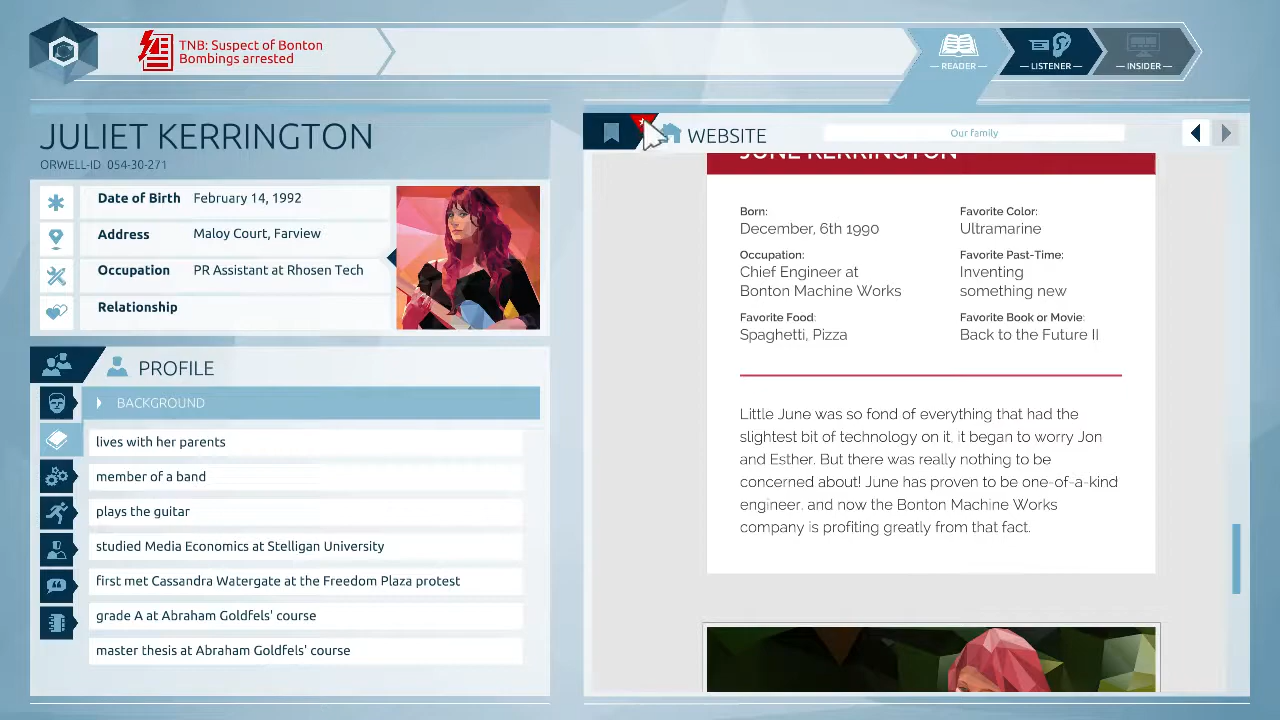 TNB: Suspect of Bonton
Bombings arrested
— READER —
— LISTENER —
— INSIDER —
JULIET KERRINGTON
ORWELL-ID 054-30-271
Date of Birth February 14, 1992
Address Maloy Court, Farview
Occupation PR Assistant at Rhosen Tech
Relationship
PROFILE
BACKGROUND
lives with her parents
member of a band
plays the guitar
studied Media Economics at Stelligan University
first met Cassandra Watergate at the Freedom Plaza protest
grade A at Abraham Goldfels' course
master thesis at Abraham Goldfels' course
WEBSITE
Our family
JUNE KERRINGTON
Born:
December, 6th 1990
Occupation:
Chief Engineer at
Bonton Machine Works
Favorite Food:
Spaghetti, Pizza
Favorite Color:
Ultramarine
Favorite Past-Time:
Inventing
something new
Favorite Book or Movie:
Back to the Future II
Little June was so fond of everything that had the
slightest bit of technology on it, it began to worry Jon
and Esther. But there was really nothing to be
concerned about! June has proven to be one-of-a-kind
engineer, and now the Bonton Machine Works
company is profiting greatly from that fact.